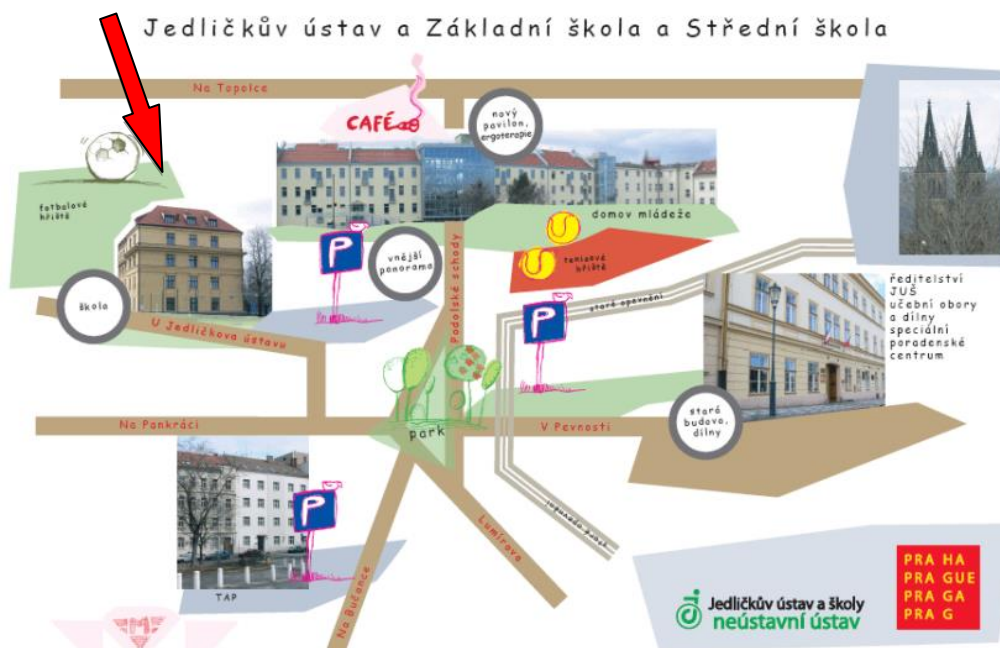 Jedličkův ústav a Základní škola a Střední škola
Na Topolce
CAFÉ
nový
pavilon,
ergoterapie
fotbalové
hřiště
domov mládeže
P
vnější
panorama
tenisové
hřiště
škola
U Jedličkova ústavu
Podolské schody
P
staré opevnění
ředitelství
JUŠ
učební obory
a dílny
speciální
poradenské
centrum
Na Pankráci
park
V Pevnosti
stará
budova,
dílny
P
TAP
Na Bučance
Lumírova
Jedličkův ústav a školy
neústavní ústav
PRA HA
PRA GUE
PRA GA
PRA G